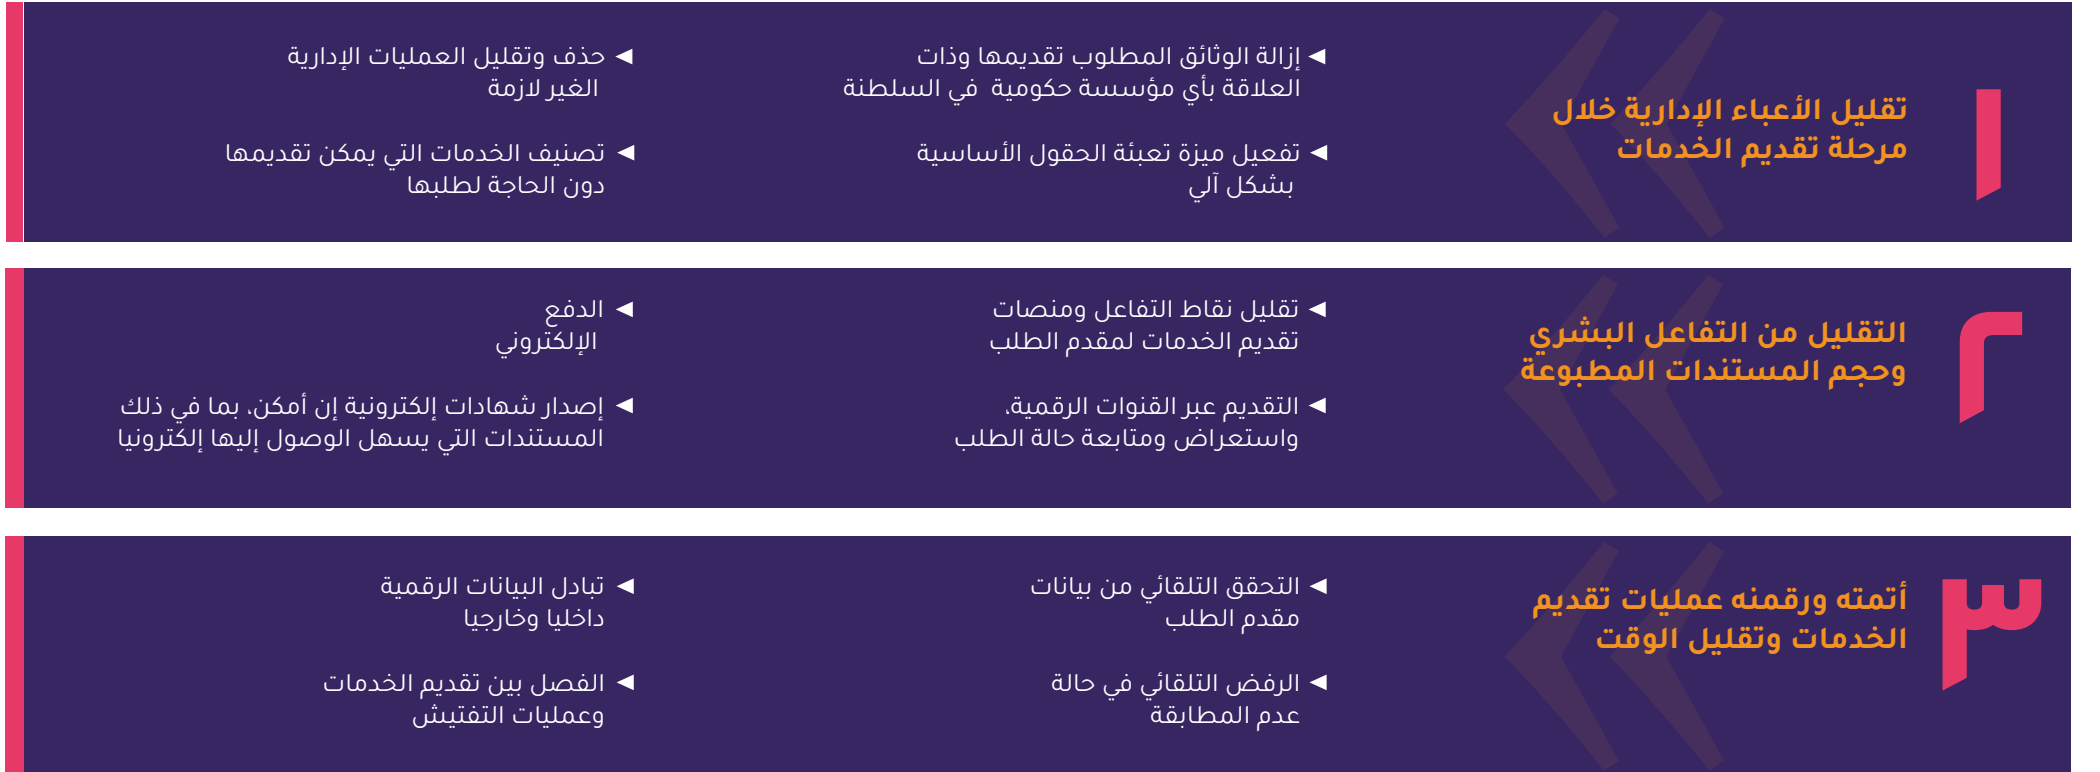 ١
تقليل الأعباء الإدارية خلال
مرحلة تقديم الخدمات
◄ إزالة الوثائق المطلوب تقديمها وذات
العلاقة بأي مؤسسة حكومية في السلطنة
◄ تفعيل ميزة تعبئة الحقول الأساسية
بشكل آلي
◄ حذف وتقليل العمليات الإدارية
الغير لازمة
◄ تصنيف الخدمات التي يمكن تقديمها
دون الحاجة لطلبها
٢
التقليل من التفاعل البشري
وحجم المستندات المطبوعة
◄ تقليل نقاط التفاعل ومنصات
تقديم الخدمات لمقدم الطلب
◄ التقديم عبر القنوات الرقمية،
واستعراض ومتابعة حالة الطلب
◄ الدفع
الإلكتروني
◄ إصدار شهادات إلكترونية إن أمكن، بما في ذلك
المستندات التي يسهل الوصول إليها إلكترونيا
٣
أتمته ورقمنه عمليات تقديم
الخدمات وتقليل الوقت
◄ التحقق التلقائي من بيانات
مقدم الطلب
◄ الرفض التلقائي في حالة
عدم المطابقة
◄ تبادل البيانات الرقمية
داخليا وخارجيا
◄ الفصل بين تقديم الخدمات
وعمليات التفتيش